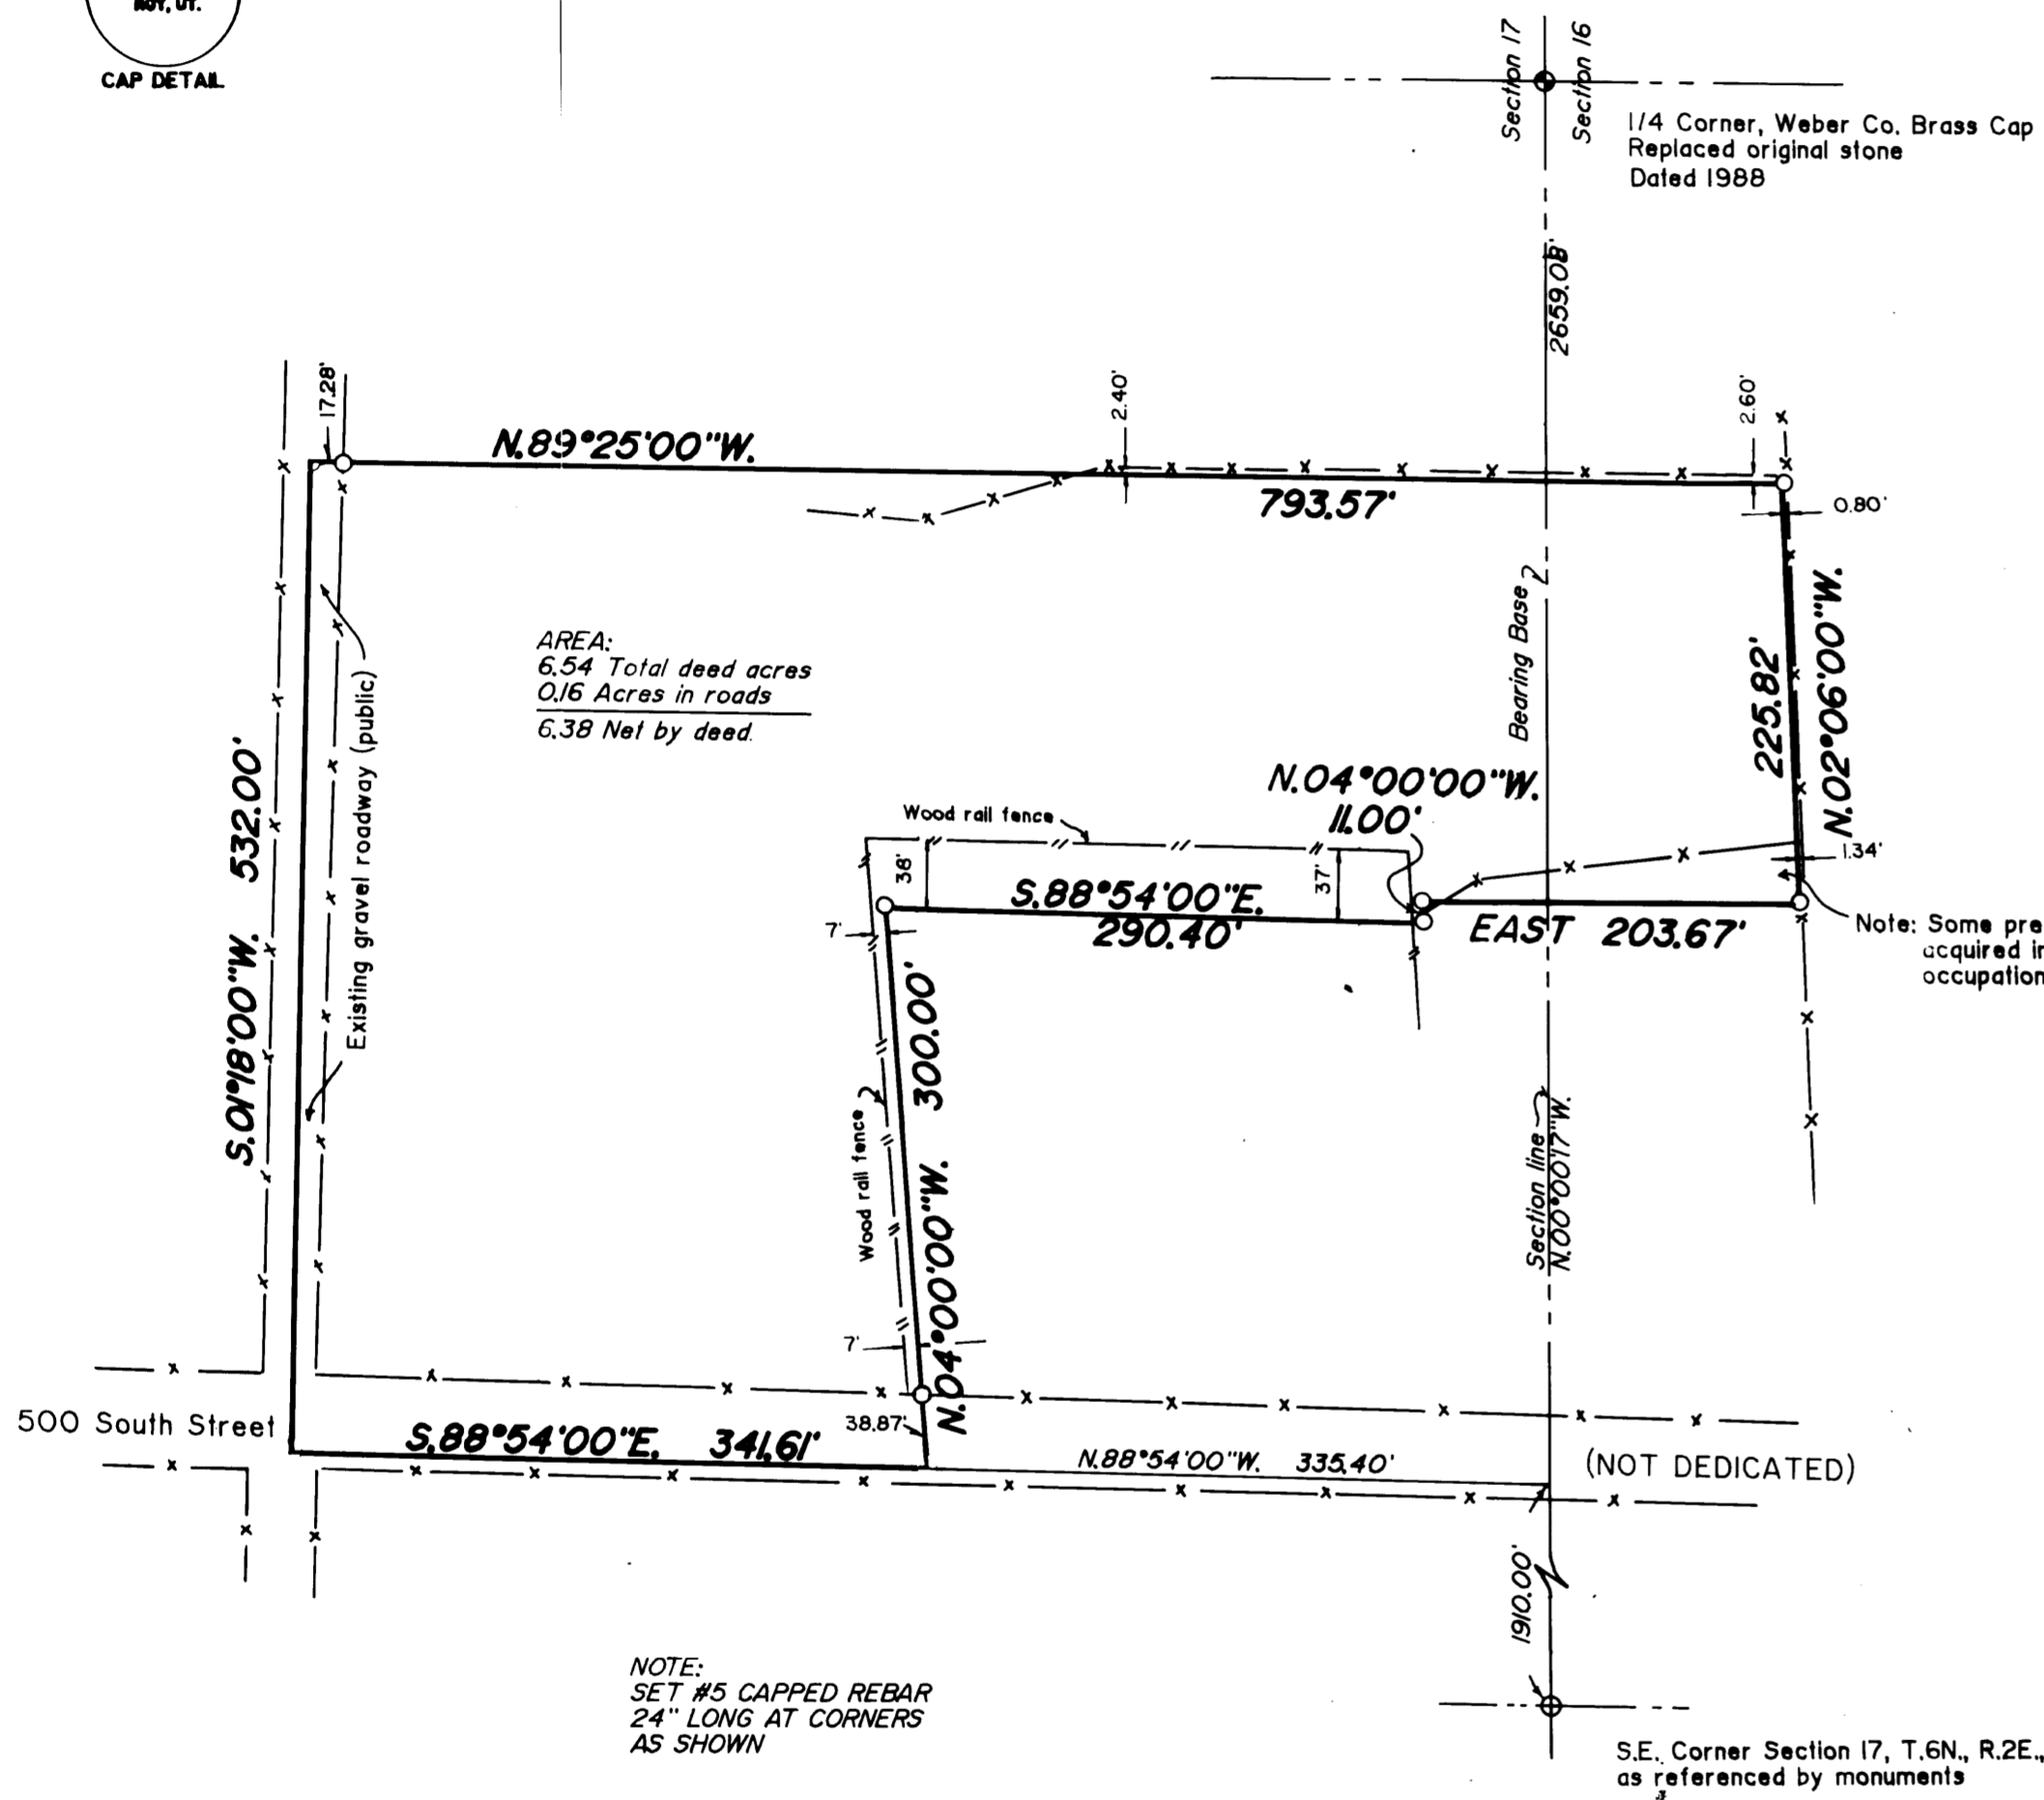 ROY, UT.
CAP DETAIL
Section 17
Section 16
1/4 Corner, Weber Co. Brass Cap
Replaced original stone
Dated 1988
2659.08'
17.28'
N.89°25'00"W.
2.40'
793.57'
2.60'
0.80'
AREA:
6.54 Total deed acres
0.16 Acres in roads
6.38 Net by deed.
Bearing Base
225.82'
N.02°06'00"W.
S.01°18'00"W. 532.00'
Existing gravel roadway (public)
N.04°00'00"W.
11.00'
Wood rail fence
38'
37'
1.34'
S.88°54'00"E.
290.40'
7'
EAST 203.67'
Note: Some pre
acquired in
occupation
N.04°00'00"W. 300.00'
Wood rail fence
Section line
N.00°00'17"W.
7'
500 South Street
S.88°54'00"E. 341.61'
38.87'
N.88°54'00"W. 335.40'
(NOT DEDICATED)
1910.00'
NOTE:
SET #5 CAPPED REBAR
24" LONG AT CORNERS
AS SHOWN
S.E. Corner Section 17, T.6N., R.2E.,
as referenced by monuments